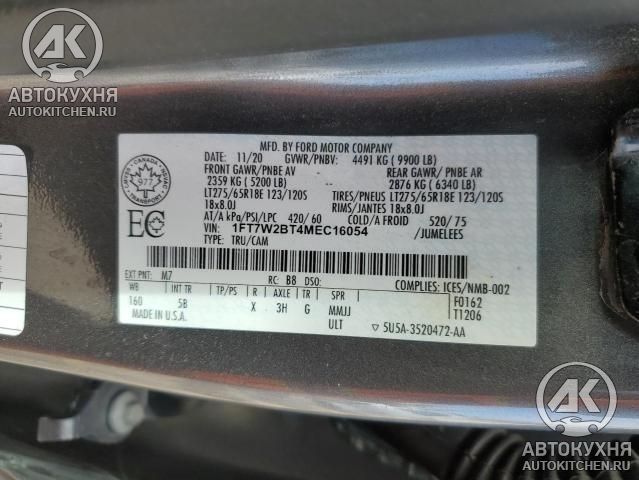 АВТОКУХНЯ
AUTOKITCHEN.RU
MFD. BY FORD MOTOR COMPANY
DATE: 11/20 GVWR/PNBV: 4491 KG ( 9900 LB)
FRONT GAWR/PNBE AV REAR GAWR/ PNBE AR
2359 KG ( 5200 LB) 2876 KG ( 6340 LB)
LT275/65R18E 123/120S TIRES/PNEUS LT275/65R18E 123/120S
18x8.0J RIMS/JANTES 18x8.0J
AT/A kPa/PSI/LPC 420/ 60 COLD/A FROID 520/ 75
VIN: 1FT7W2BT4MEC16054 /JUMELEES
TYPE: TRU/CAM
CANADA
977
TRANSPORT
EC
EXT PNT: M7 RC: B8 DSO: COMPLIES: ICES/NMB-002
WB INT TR TP/PS R AXLE TR SPR F0162
160 5B X 3H G MMJJ T1206
MADE IN U.S.A. ULT ▽5U5A-3520472-AA
АВТОКУХНЯ
AUTOKITCHEN.RU